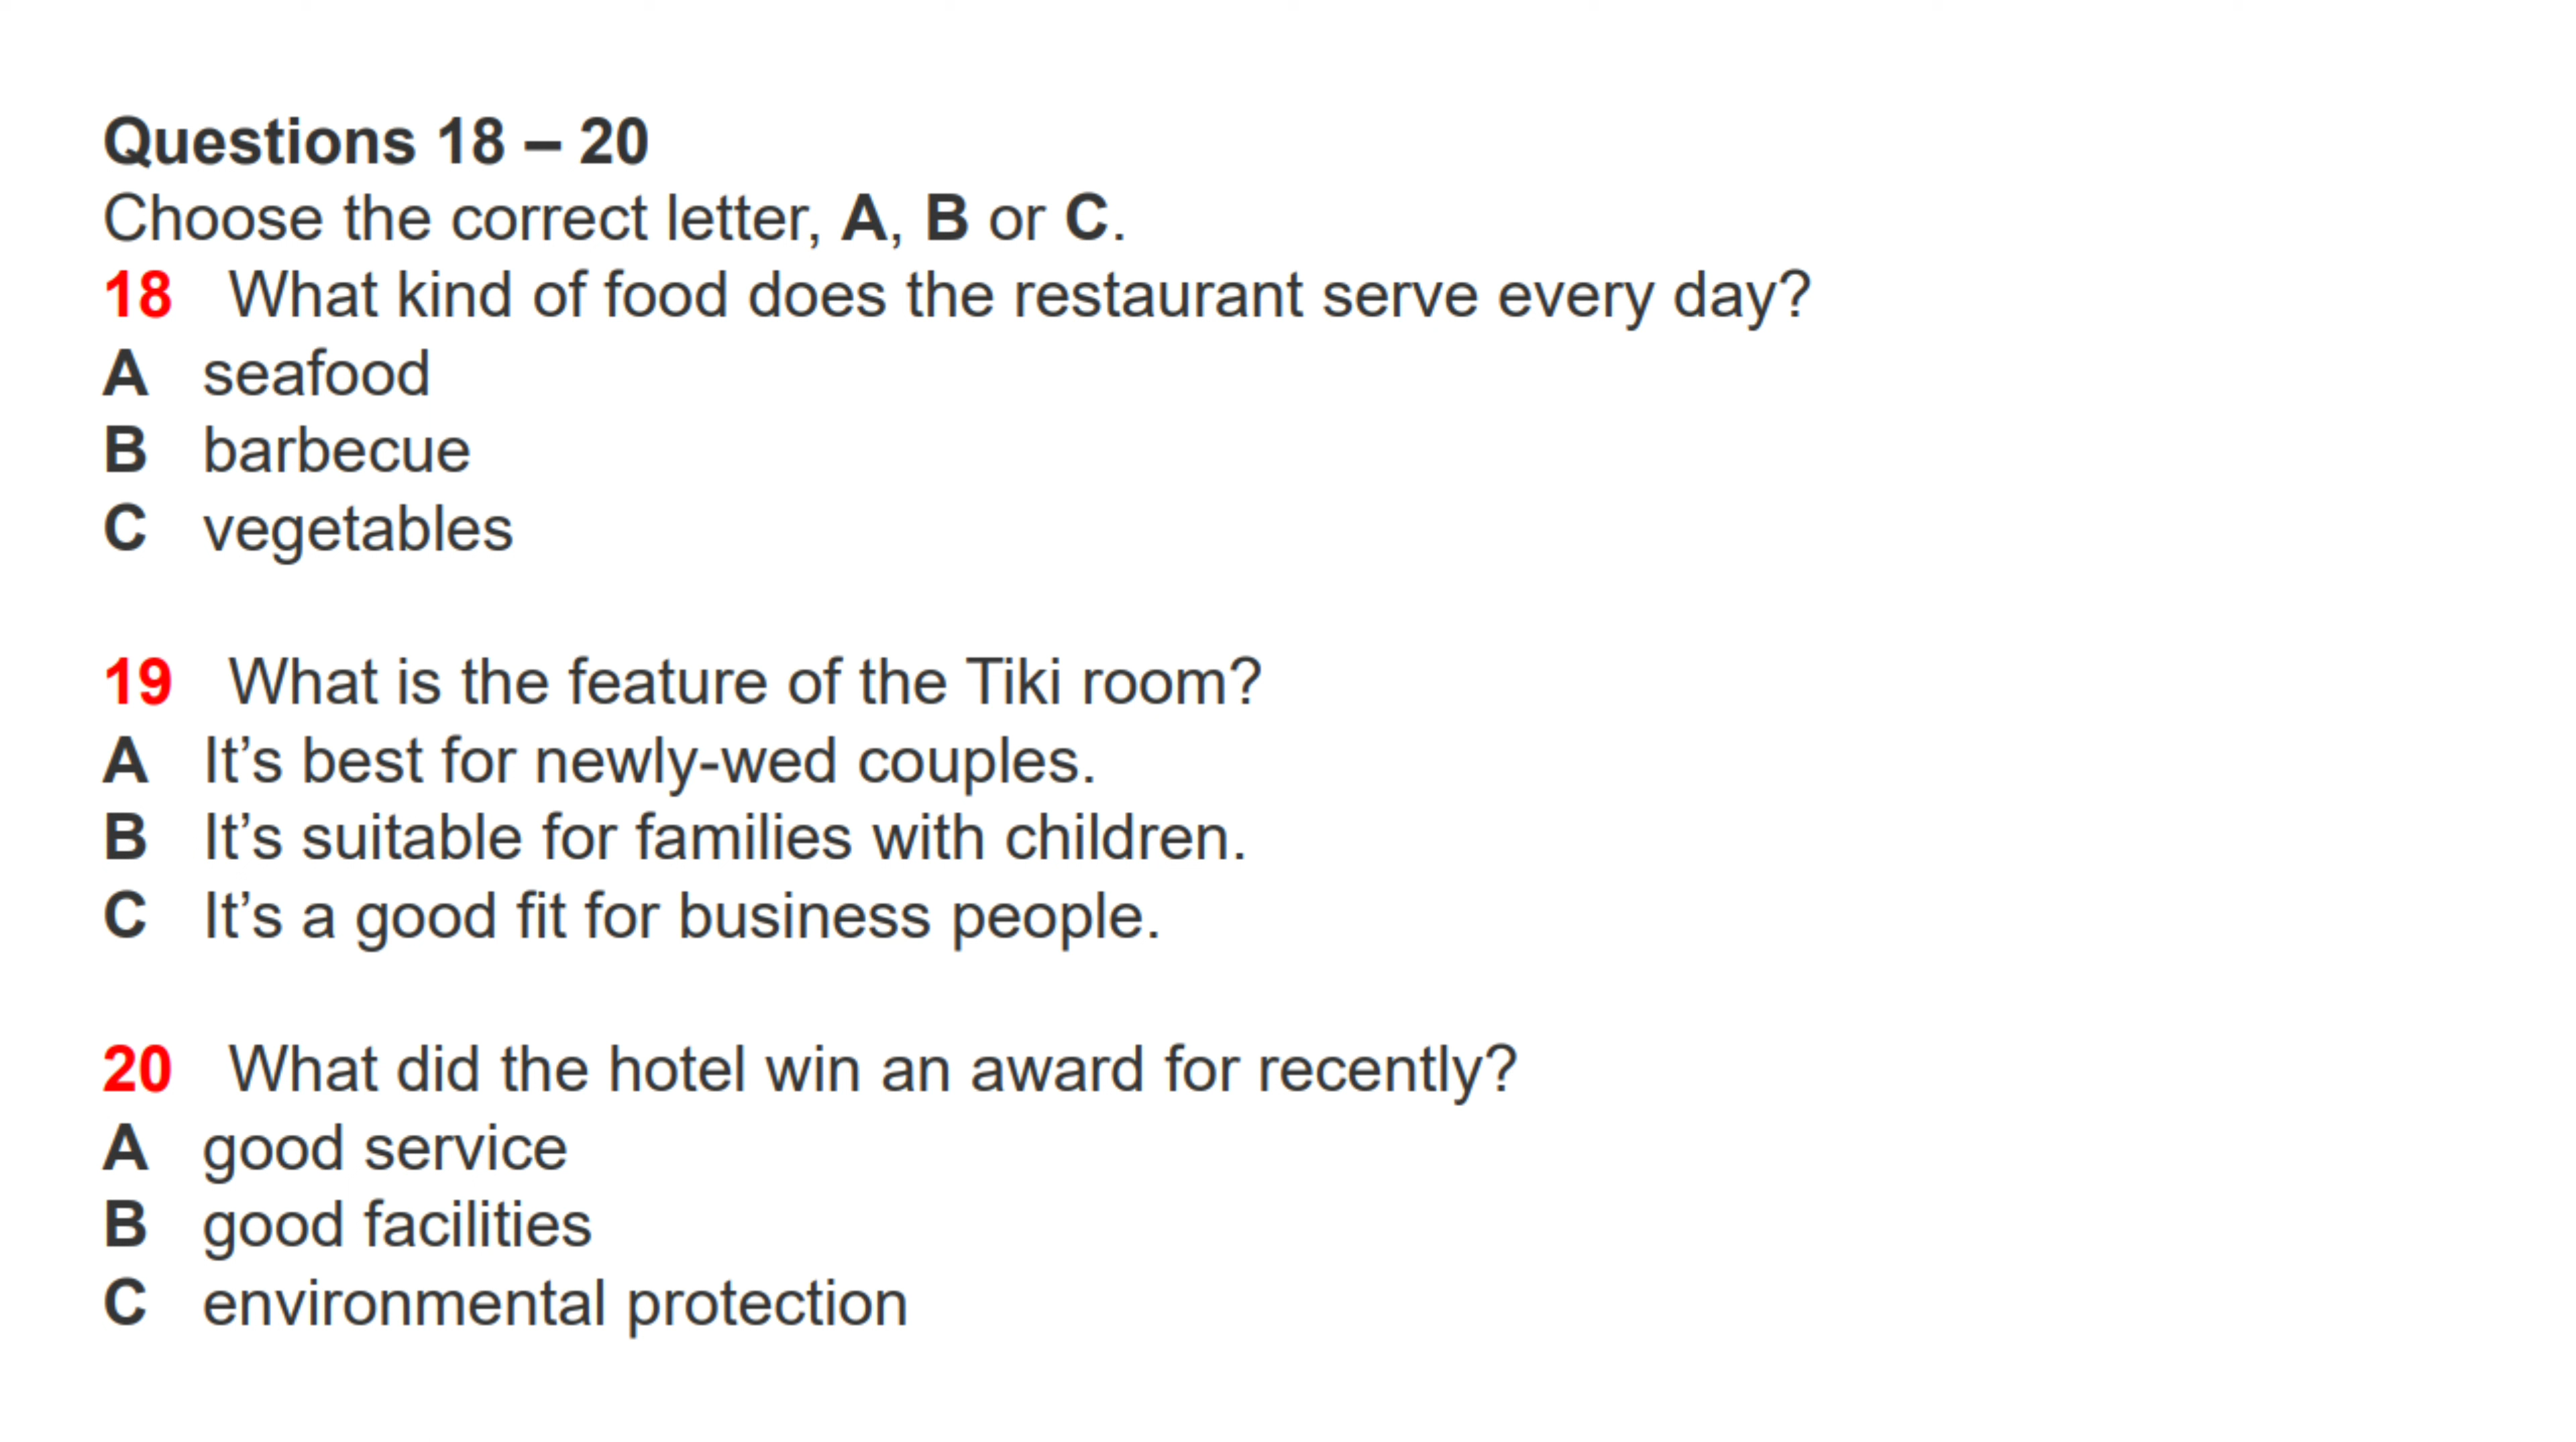 Questions 18 – 20
Choose the correct letter, A, B or C.
18 What kind of food does the restaurant serve every day?
A seafood
B barbecue
C vegetables
19 What is the feature of the Tiki room?
A It’s best for newly-wed couples.
B It’s suitable for families with children.
C It’s a good fit for business people.
20 What did the hotel win an award for recently?
A good service
B good facilities
C environmental protection